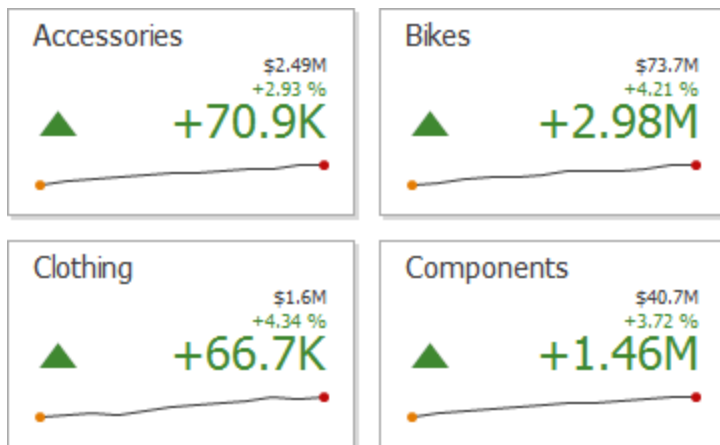 Accessories
$2.49M
+2.93 %
+70.9K
Bikes
$73.7M
+4.21 %
+2.98M
Clothing
$1.6M
+4.34 %
+66.7K
Components
$40.7M
+3.72 %
+1.46M